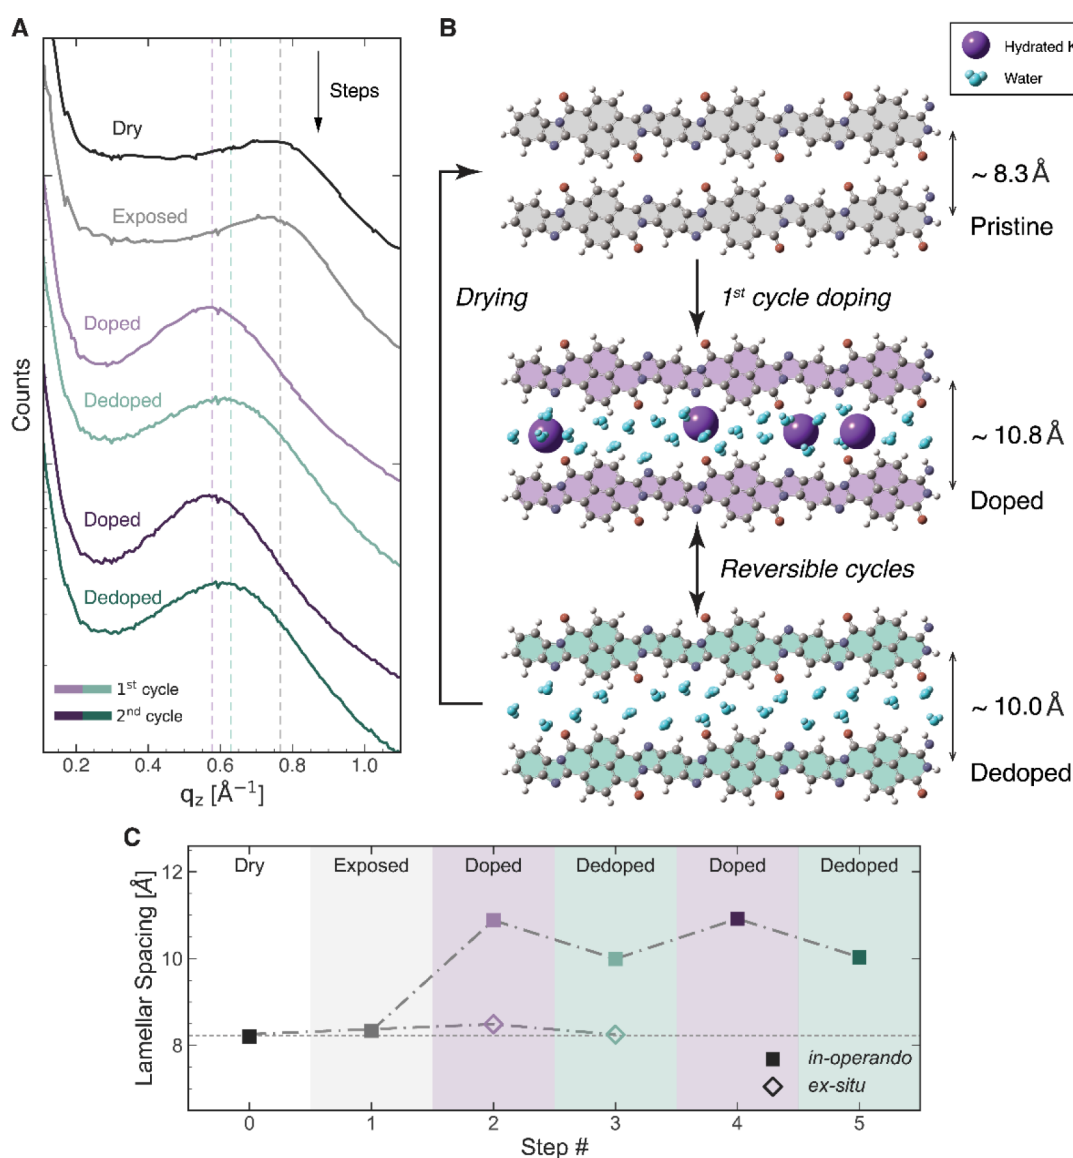 A
Steps
Dry
Exposed
Doped
Dedoped
Doped
Dedoped
1st cycle
2nd cycle
Counts
0.2 0.4 0.6 0.8 1.0
qz [Å−1]
B
Hydrated K
Water
~ 8.3 Å
Pristine
Drying
1st cycle doping
~ 10.8 Å
Doped
Reversible cycles
~ 10.0 Å
Dedoped
C
Dry Exposed Doped Dedoped Doped Dedoped
12
10
8
Lamellar Spacing [Å]
in-operando
ex-situ
0 1 2 3 4 5
Step #